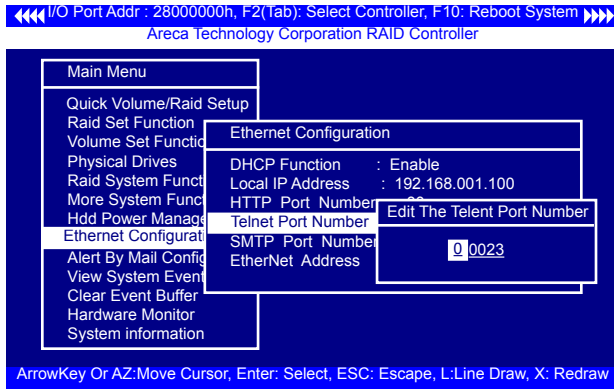 I/O Port Addr : 28000000h, F2(Tab): Select Controller, F10: Reboot System
Areca Technology Corporation RAID Controller
Main Menu
Quick Volume/Raid Setup
Raid Set Function
Volume Set Functio
Physical Drives
Raid System Funct
More System Funct
Hdd Power Manage
Ethernet Configurati
Alert By Mail Config
View System Event
Clear Event Buffer
Hardware Monitor
System information
Ethernet Configuration
DHCP Function : Enable
Local IP Address : 192.168.001.100
HTTP Port Number
Telnet Port Number
SMTP Port Number
EtherNet Address
Edit The Telent Port Number
0 0023
ArrowKey Or AZ:Move Cursor, Enter: Select, ESC: Escape, L:Line Draw, X: Redraw